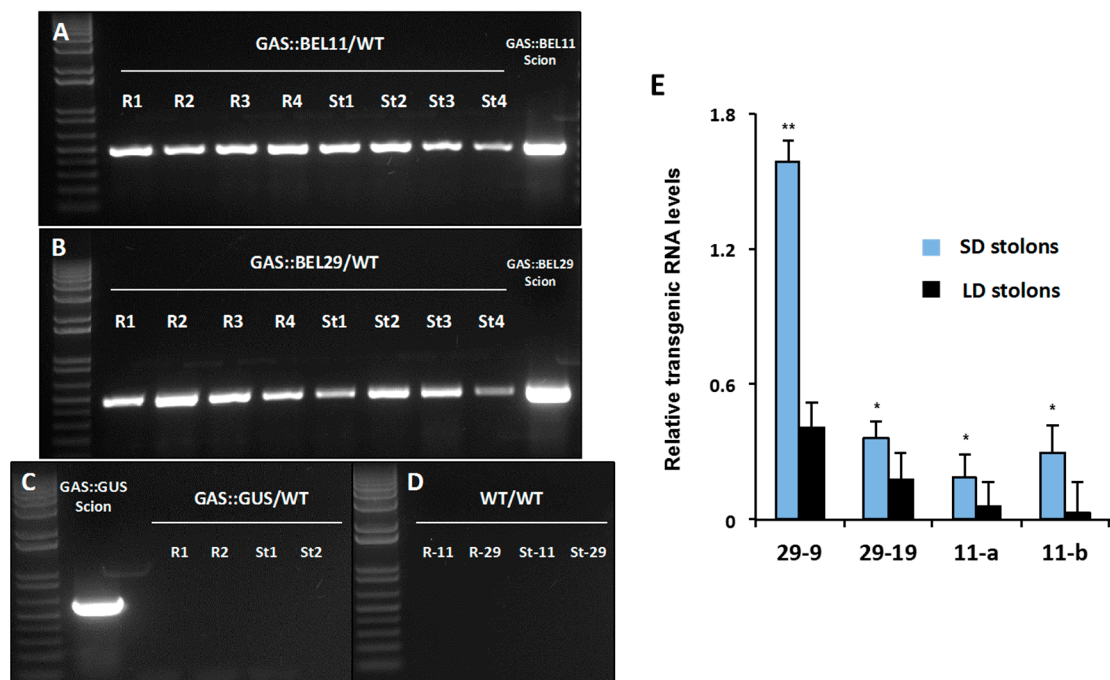 A
GAS::BEL11/WT
GAS::BEL11
Scion
R1 R2 R3 R4 St1 St2 St3 St4
B
GAS::BEL29/WT
GAS::BEL29
Scion
R1 R2 R3 R4 St1 St2 St3 St4
C
GAS::GUS
Scion
GAS::GUS/WT
R1 R2 St1 St2
D
WT/WT
R-11 R-29 St-11 St-29
E
Relative transgenic RNA levels
1.8
1.2
0.6
0
**
*
*
*
SD stolons
LD stolons
29-9 29-19 11-a 11-b